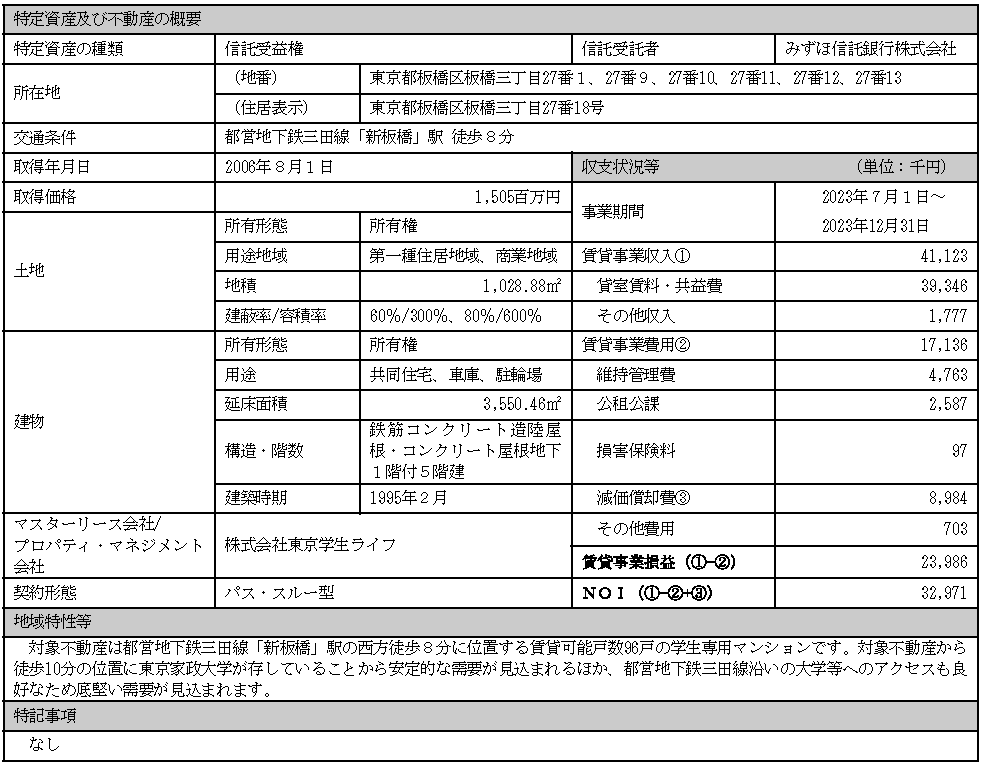 特定資産及び不動産の概要
特定資産の種類 信託受益権 信託受託者 みずほ信託銀行株式会社
所在地 （地番） 東京都板橋区板橋三丁目27番１、27番９、27番10、27番11、27番12、27番13
（住居表示） 東京都板橋区板橋三丁目27番18号
交通条件 都営地下鉄三田線「新板橋」駅 徒歩８分
取得年月日 2006年８月１日 収支状況等 （単位：千円）
取得価格 1,505百万円 事業期間 2023年７月１日～
2023年12月31日
土地 所有形態 所有権
用途地域 第一種住居地域、商業地域 賃貸事業収入① 41,123
地積 1,028.88㎡ 貸室賃料・共益費 39,346
建蔽率/容積率 60%/300%、80%/600% その他収入 1,777
建物 所有形態 所有権 賃貸事業費用② 17,136
用途 共同住宅、車庫、駐輪場 維持管理費 4,763
延床面積 3,550.46㎡ 公租公課 2,587
構造・階数 鉄筋コンクリート造陸屋
根・コンクリート屋根地下
１階付５階建 損害保険料 97
建築時期 1995年２月 減価償却費③ 8,984
マスターリース会社/
プロパティ・マネジメント
会社 株式会社東京学生ライフ その他費用 703
賃貸事業損益（①-②） 23,986
契約形態 パス・スルー型 ＮＯＩ（①-②+③） 32,971
地域特性等
対象不動産は都営地下鉄三田線「新板橋」駅の西方徒歩８分に位置する賃貸可能戸数96戸の学生専用マンションです。対象不動産から
徒歩10分の位置に東京家政大学が存していることから安定的な需要が見込まれるほか、都営地下鉄三田線沿いの大学等へのアクセスも良
好なため底堅い需要が見込まれます。
特記事項
なし